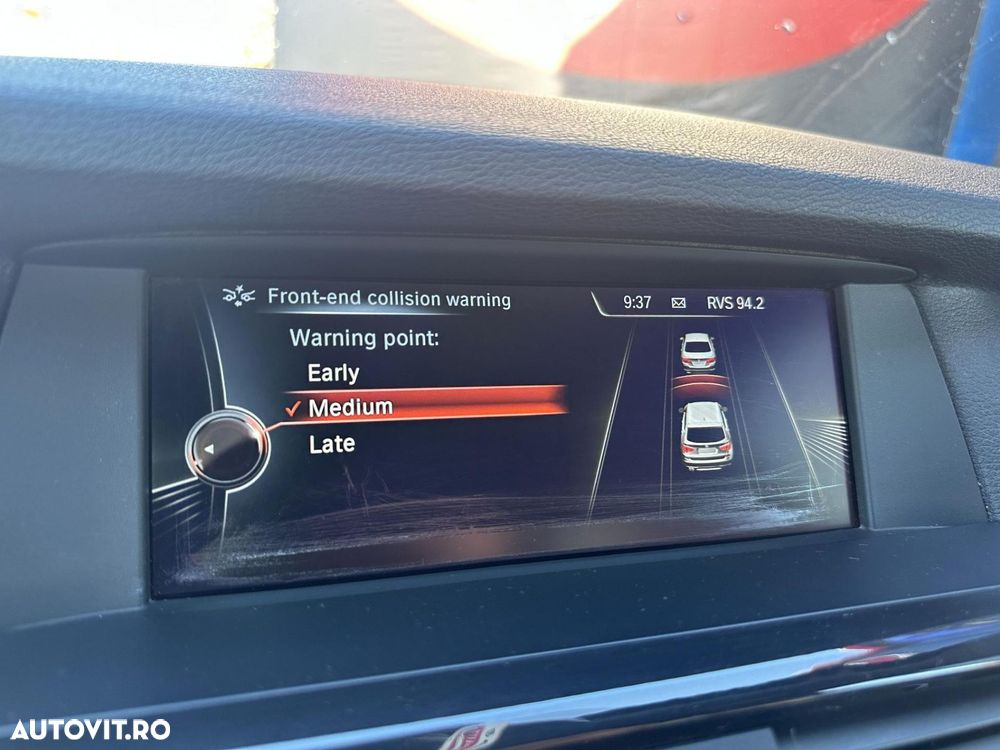 Front-end collision warning
9:37 RVS 94.2
Warning point:
Early
Medium
Late
AUTOVIT.RO